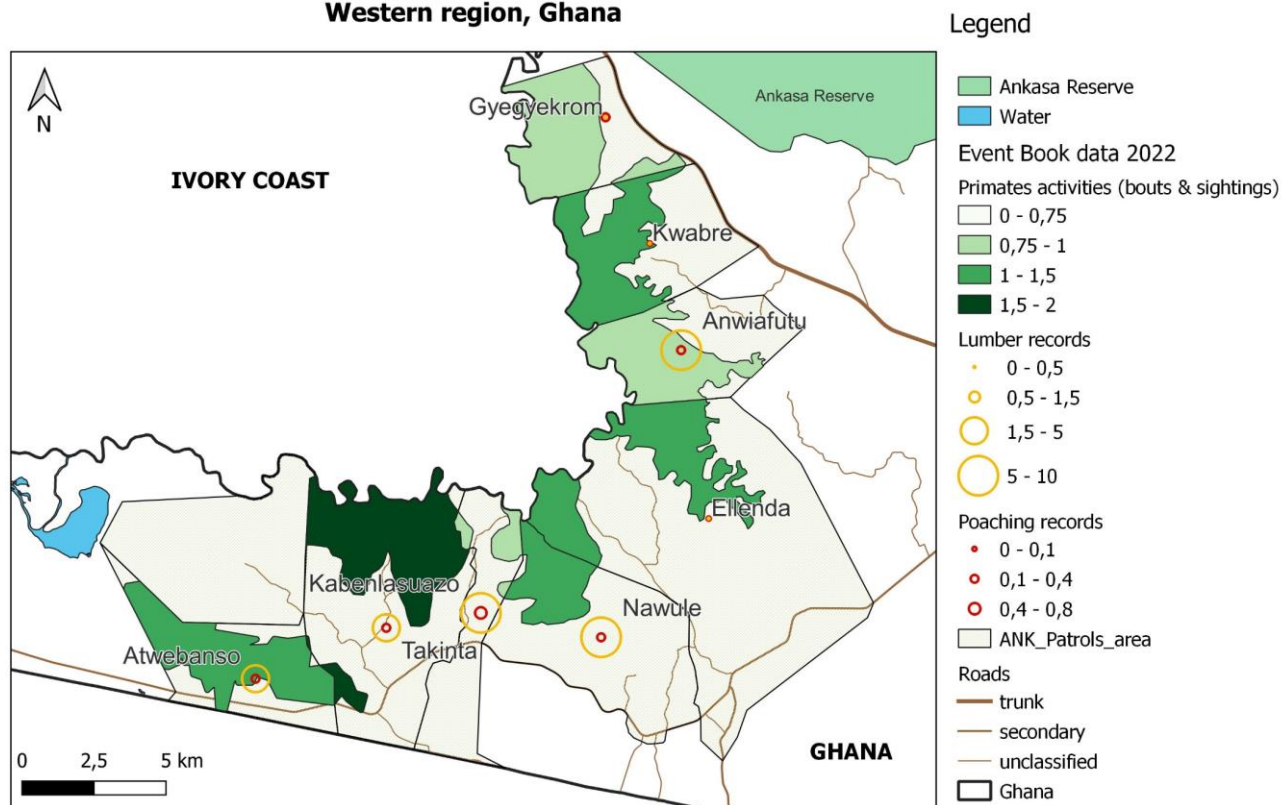 Western region, Ghana
N
IVORY COAST
Gyegyekrom
Ankasa Reserve
Kwabre
Anwiafutu
Ellenda
Kabenlasuazo
Nawule
Takinta
Atwebanso
GHANA
0 2,5 5 km
Legend
Ankasa Reserve
Water
Event Book data 2022
Primates activities (bouts & sightings)
0 - 0,75
0,75 - 1
1 - 1,5
1,5 - 2
Lumber records
0 - 0,5
0,5 - 1,5
1,5 - 5
5 - 10
Poaching records
0 - 0,1
0,1 - 0,4
0,4 - 0,8
ANK_Patrols_area
Roads
trunk
secondary
unclassified
Ghana